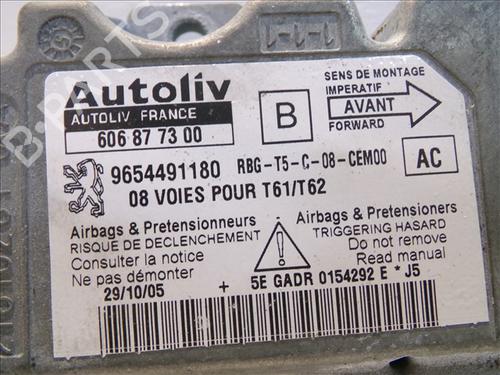 Autoliv
AUTOLIV FRANCE
606 87 73 00
B
SENS DE MONTAGE
IMPERATIF
AVANT
FORWARD
9654491180 RBG-T5-C-08-CEM00
AC
08 VOIES POUR T61/T62
Airbags & Pretensionneurs
RISQUE DE DECLENCHEMENT
Consulter la notice
Ne pas démonter
Airbags & Pretensioners
TRIGGERING HASARD
Do not remove
Read manual
29/10/05 + 5E GADR 0154292 E * J5
B-PARTS